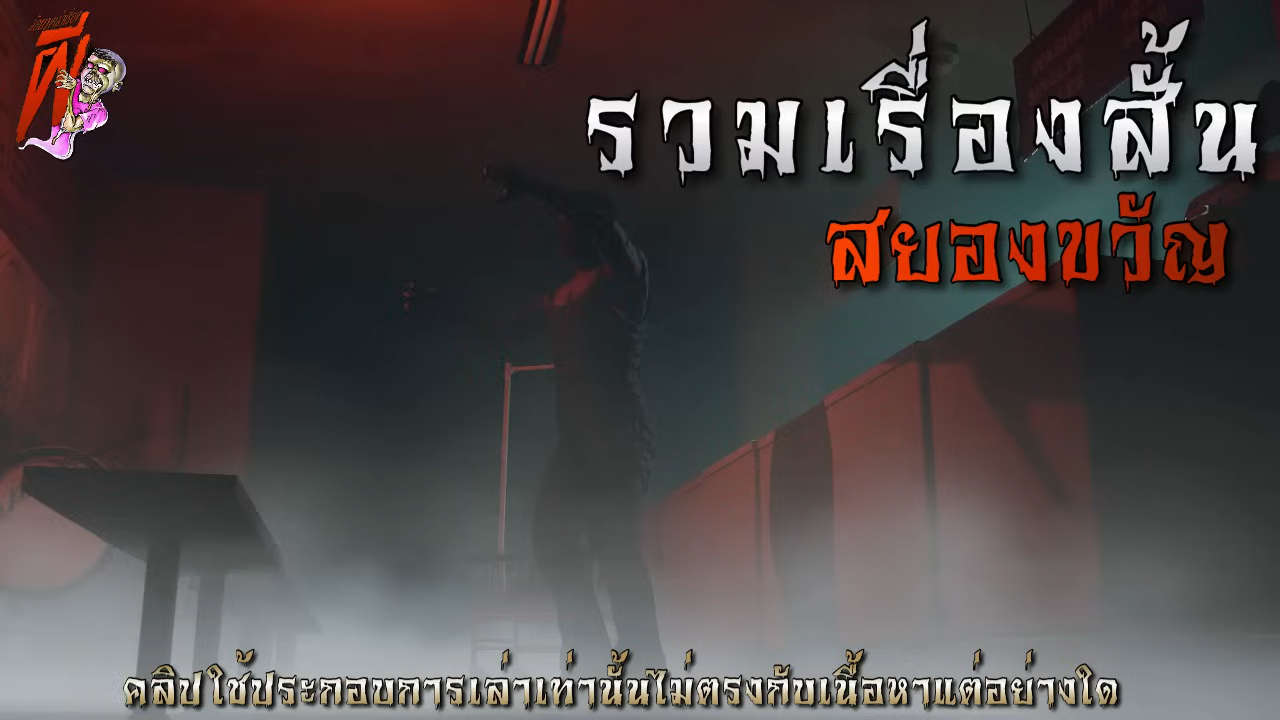 ผี
รวมเรื่องสั้น
สยองขวัญ
คลิปใช้ประกอบการเล่าเท่านั้นไม่ตรงกับเนื้อหาแต่อย่างใด